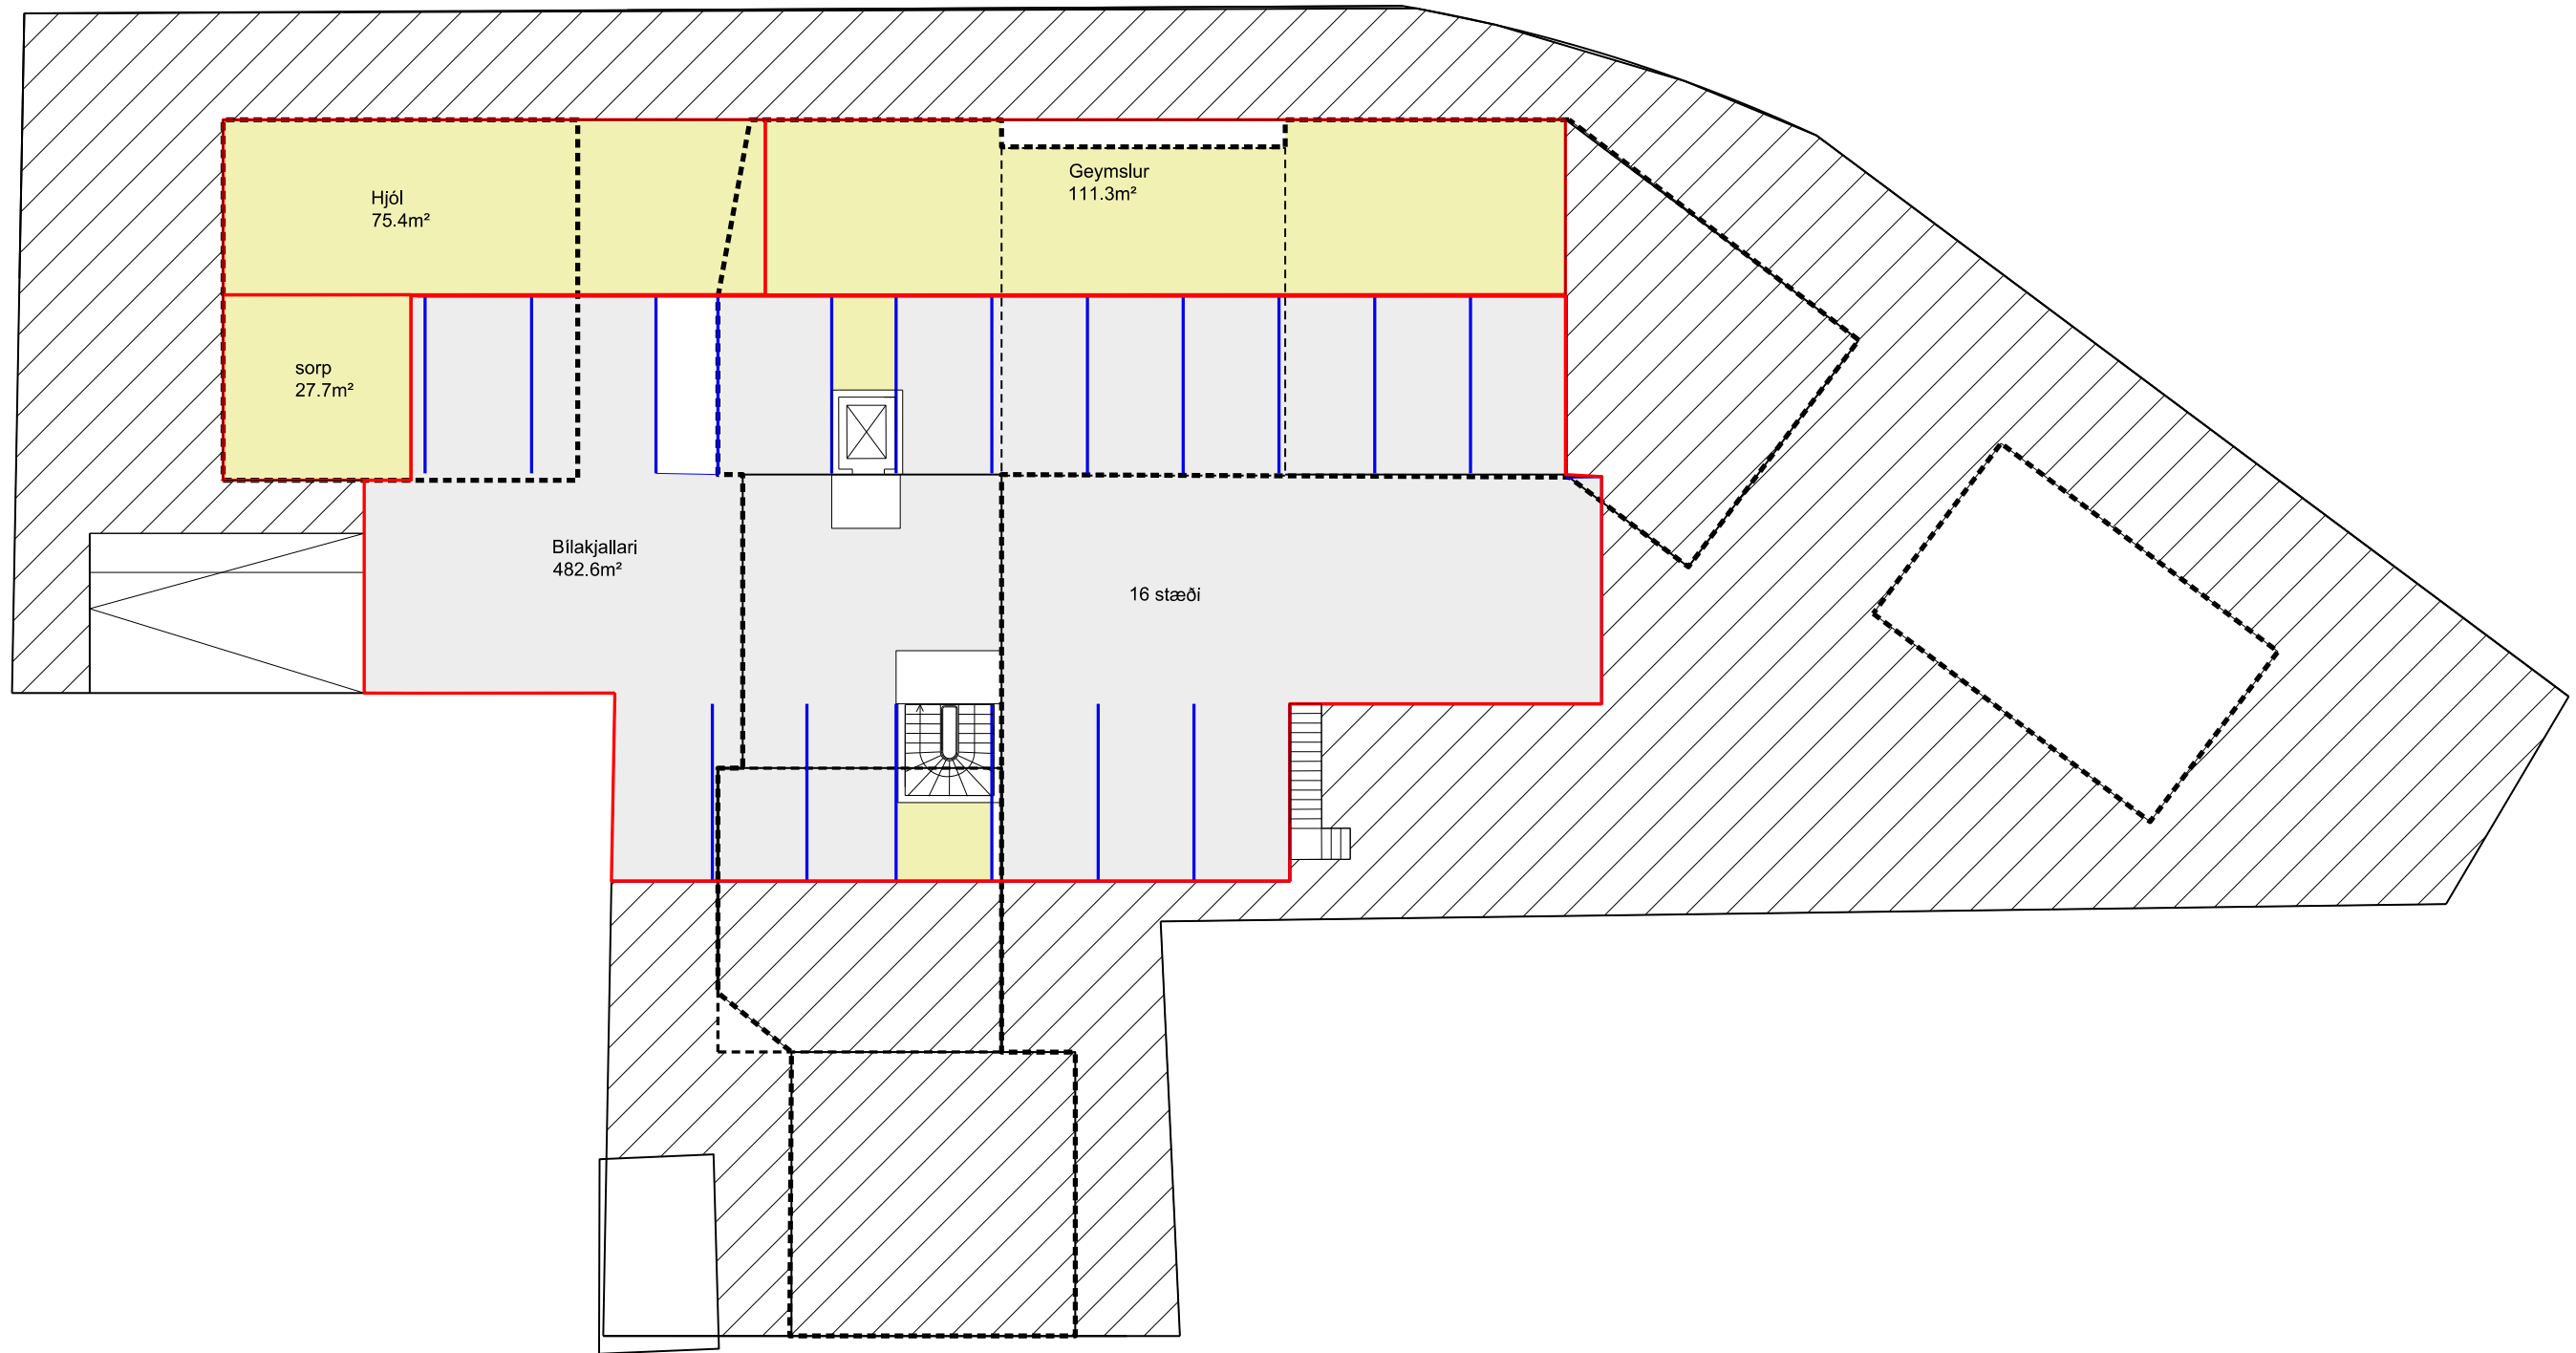 Hjól
75.4m²
Geymslur
111.3m²
sorp
27.7m²
Bílakjallari
482.6m²
16 stæði